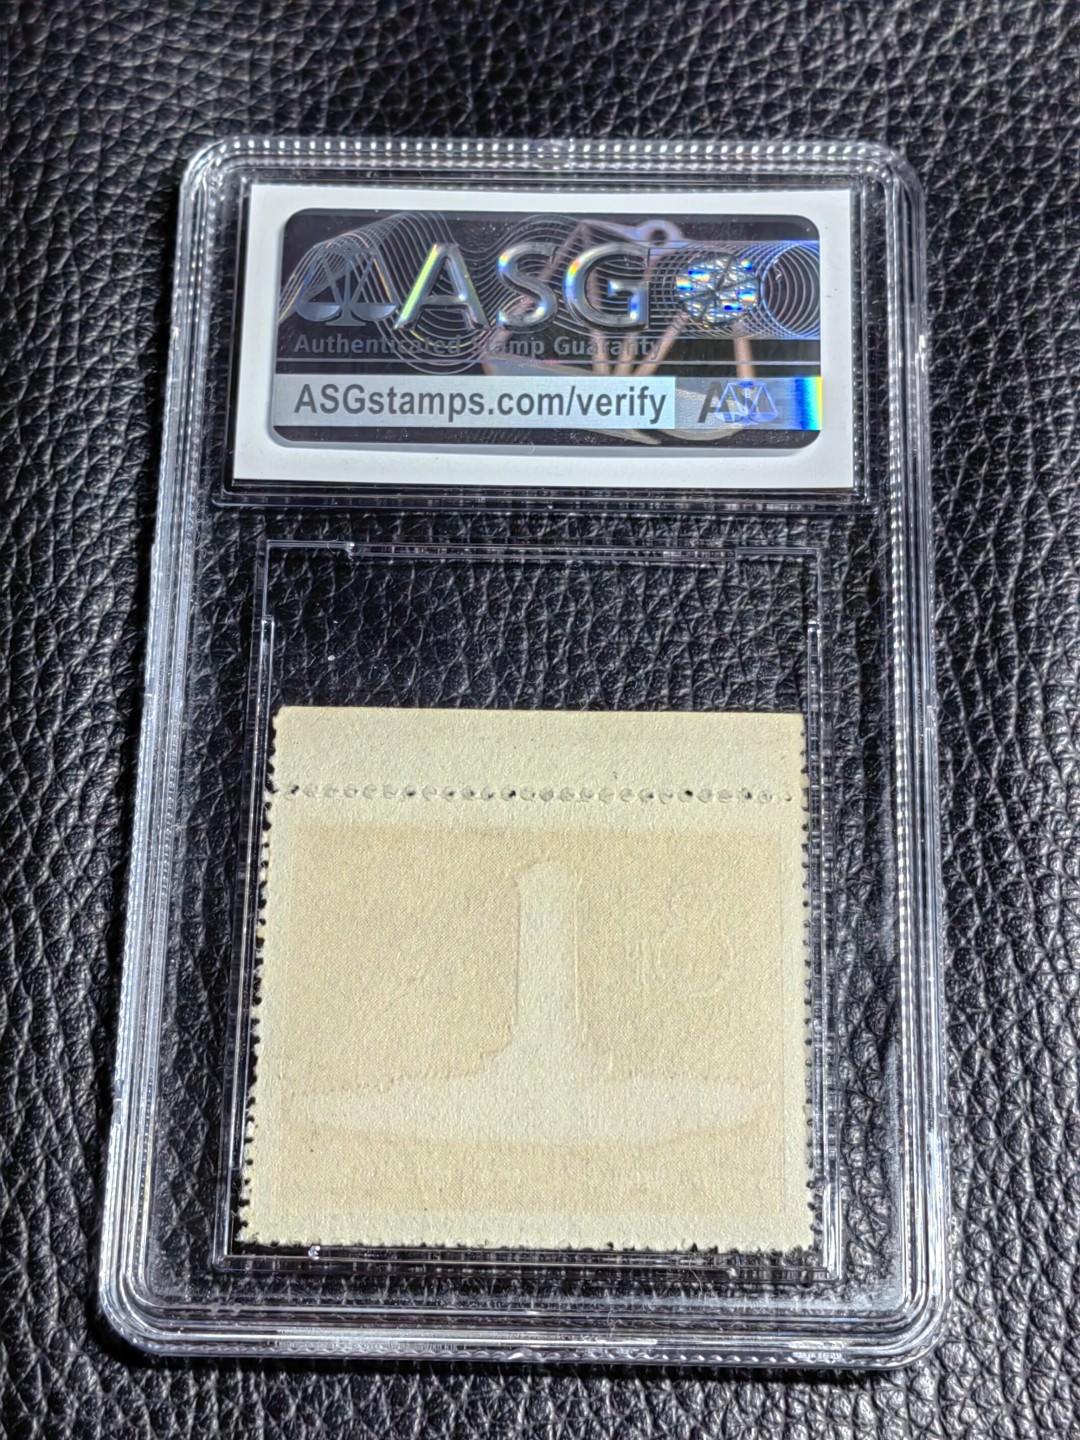 ASG
Authenticated Stamp Guaranty
ASGstamps.com/verify